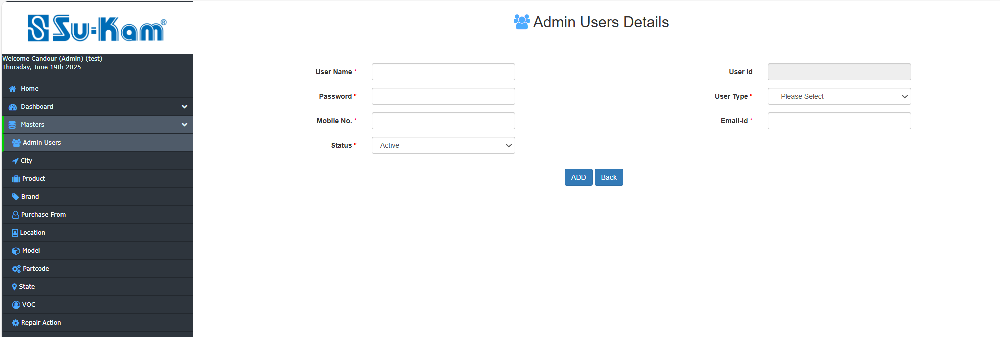 Su-Kam®
Welcome Candour (Admin) (test)
Thursday, June 19th 2025
Home
Dashboard
Masters
Admin Users
City
Product
Brand
Purchase From
Location
Model
Partcode
State
VOC
Repair Action
Admin Users Details
User Name *
User Id
Password *
User Type *
--Please Select--
Mobile No. *
Email-Id *
Status *
Active
ADD
Back